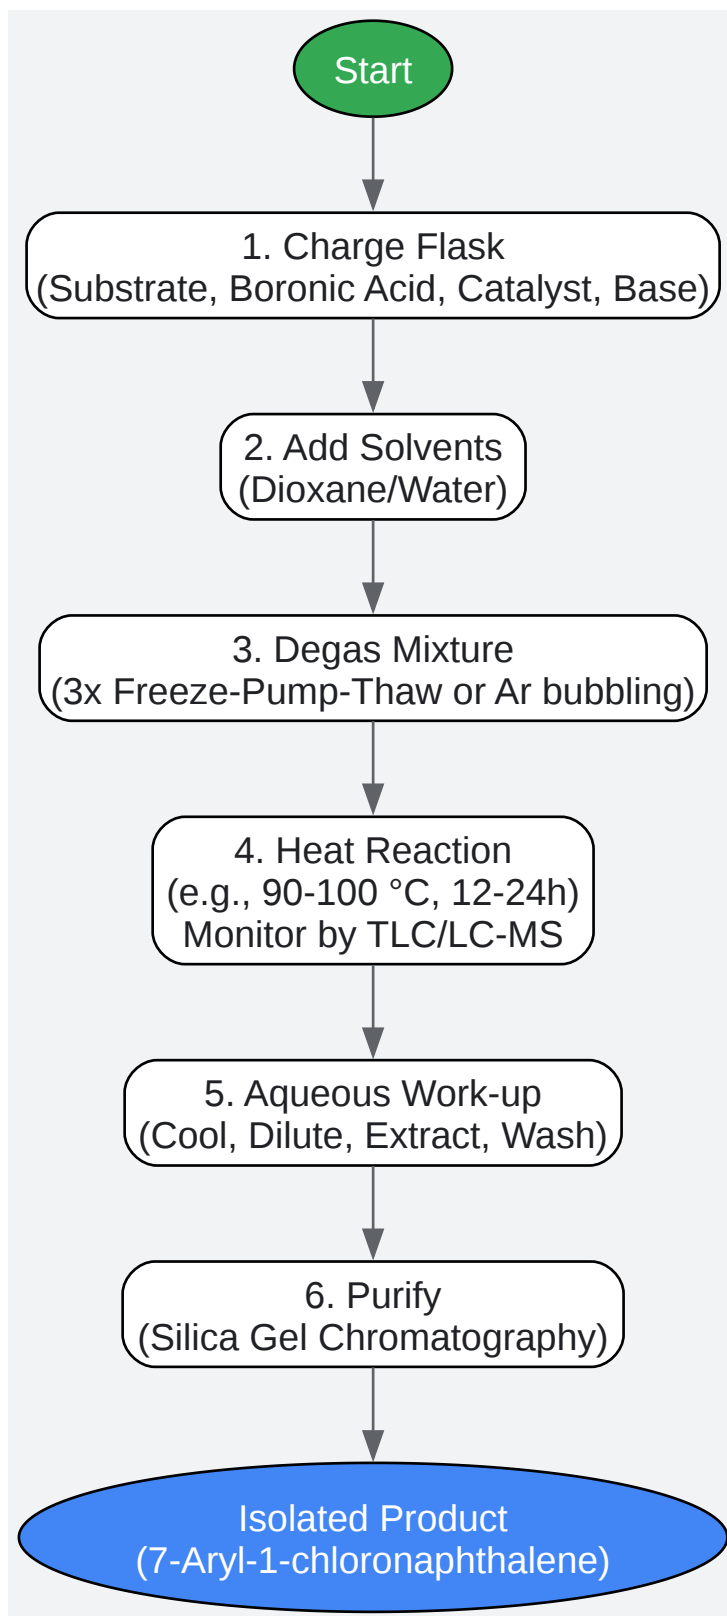 Start
1. Charge Flask
(Substrate, Boronic Acid, Catalyst, Base)
2. Add Solvents
(Dioxane/Water)
3. Degas Mixture
(3x Freeze-Pump-Thaw or Ar bubbling)
4. Heat Reaction
(e.g., 90-100 °C, 12-24h)
Monitor by TLC/LC-MS
5. Aqueous Work-up
(Cool, Dilute, Extract, Wash)
6. Purify
(Silica Gel Chromatography)
Isolated Product
(7-Aryl-1-chloronaphthalene)